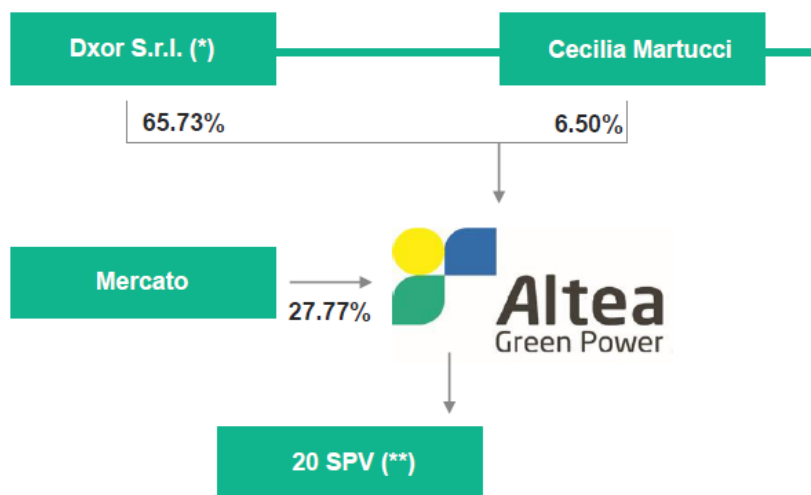 Dxor S.r.l. (*)
Cecilia Martucci
65.73%
6.50%
Mercato
27.77%
Altea
Green Power
20 SPV (**)